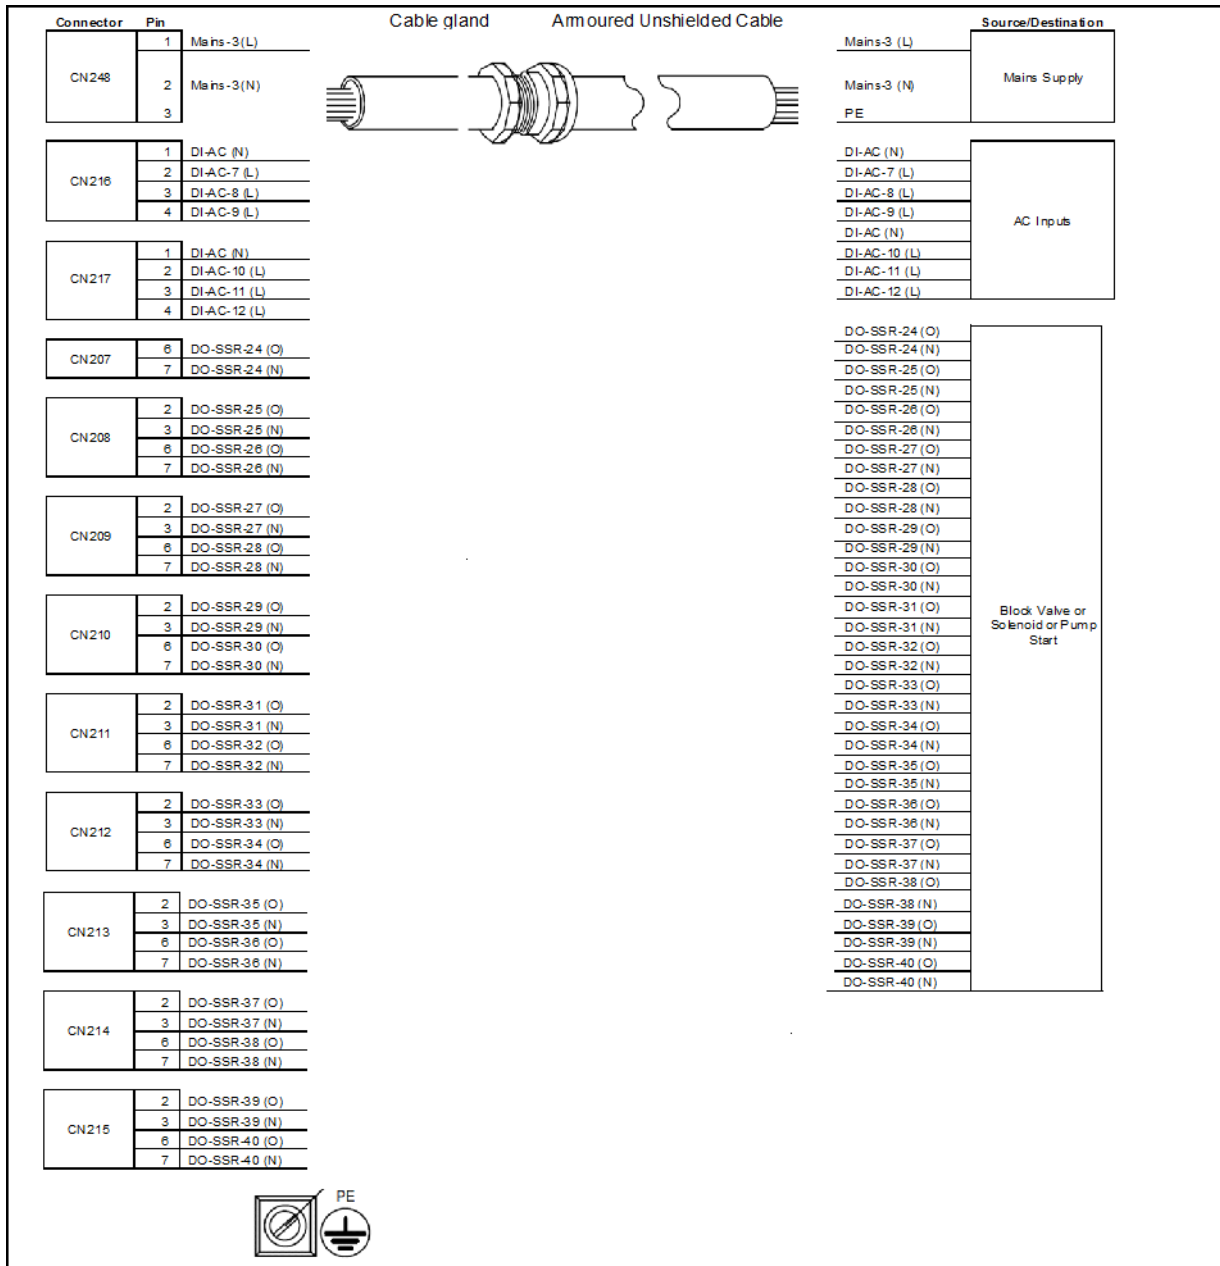 Connector Pin Cable gland Armoured Unshielded Cable Source/Destination
CN248
1 Mains-3(L)
2 Mains-3(N)
3
Mains-3 (L)
Mains-3 (N)
PE
Mains Supply
CN216
1 DI-AC (N)
2 DI-AC-7 (L)
3 DI-AC-8 (L)
4 DI-AC-9 (L)
CN217
1 DI-AC (N)
2 DI-AC-10 (L)
3 DI-AC-11 (L)
4 DI-AC-12 (L)
DI-AC (N)
DI-AC-7 (L)
DI-AC-8 (L)
DI-AC-9 (L)
DI-AC (N)
DI-AC-10 (L)
DI-AC-11 (L)
DI-AC-12 (L)
AC Inputs
CN207
6 DO-SSR-24 (O)
7 DO-SSR-24 (N)
CN208
2 DO-SSR-25 (O)
3 DO-SSR-25 (N)
6 DO-SSR-26 (O)
7 DO-SSR-26 (N)
CN209
2 DO-SSR-27 (O)
3 DO-SSR-27 (N)
6 DO-SSR-28 (O)
7 DO-SSR-28 (N)
CN210
2 DO-SSR-29 (O)
3 DO-SSR-29 (N)
6 DO-SSR-30 (O)
7 DO-SSR-30 (N)
CN211
2 DO-SSR-31 (O)
3 DO-SSR-31 (N)
6 DO-SSR-32 (O)
7 DO-SSR-32 (N)
CN212
2 DO-SSR-33 (O)
3 DO-SSR-33 (N)
6 DO-SSR-34 (O)
7 DO-SSR-34 (N)
CN213
2 DO-SSR-35 (O)
3 DO-SSR-35 (N)
6 DO-SSR-36 (O)
7 DO-SSR-36 (N)
CN214
2 DO-SSR-37 (O)
3 DO-SSR-37 (N)
6 DO-SSR-38 (O)
7 DO-SSR-38 (N)
CN215
2 DO-SSR-39 (O)
3 DO-SSR-39 (N)
6 DO-SSR-40 (O)
7 DO-SSR-40 (N)
DO-SSR-24 (O)
DO-SSR-24 (N)
DO-SSR-25 (O)
DO-SSR-25 (N)
DO-SSR-26 (O)
DO-SSR-26 (N)
DO-SSR-27 (O)
DO-SSR-27 (N)
DO-SSR-28 (O)
DO-SSR-28 (N)
DO-SSR-29 (O)
DO-SSR-29 (N)
DO-SSR-30 (O)
DO-SSR-30 (N)
DO-SSR-31 (O)
DO-SSR-31 (N)
DO-SSR-32 (O)
DO-SSR-32 (N)
DO-SSR-33 (O)
DO-SSR-33 (N)
DO-SSR-34 (O)
DO-SSR-34 (N)
DO-SSR-35 (O)
DO-SSR-35 (N)
DO-SSR-36 (O)
DO-SSR-36 (N)
DO-SSR-37 (O)
DO-SSR-37 (N)
DO-SSR-38 (O)
DO-SSR-38 (N)
DO-SSR-39 (O)
DO-SSR-39 (N)
DO-SSR-40 (O)
DO-SSR-40 (N)
Block Valve or
Solenoid or Pump
Start
PE